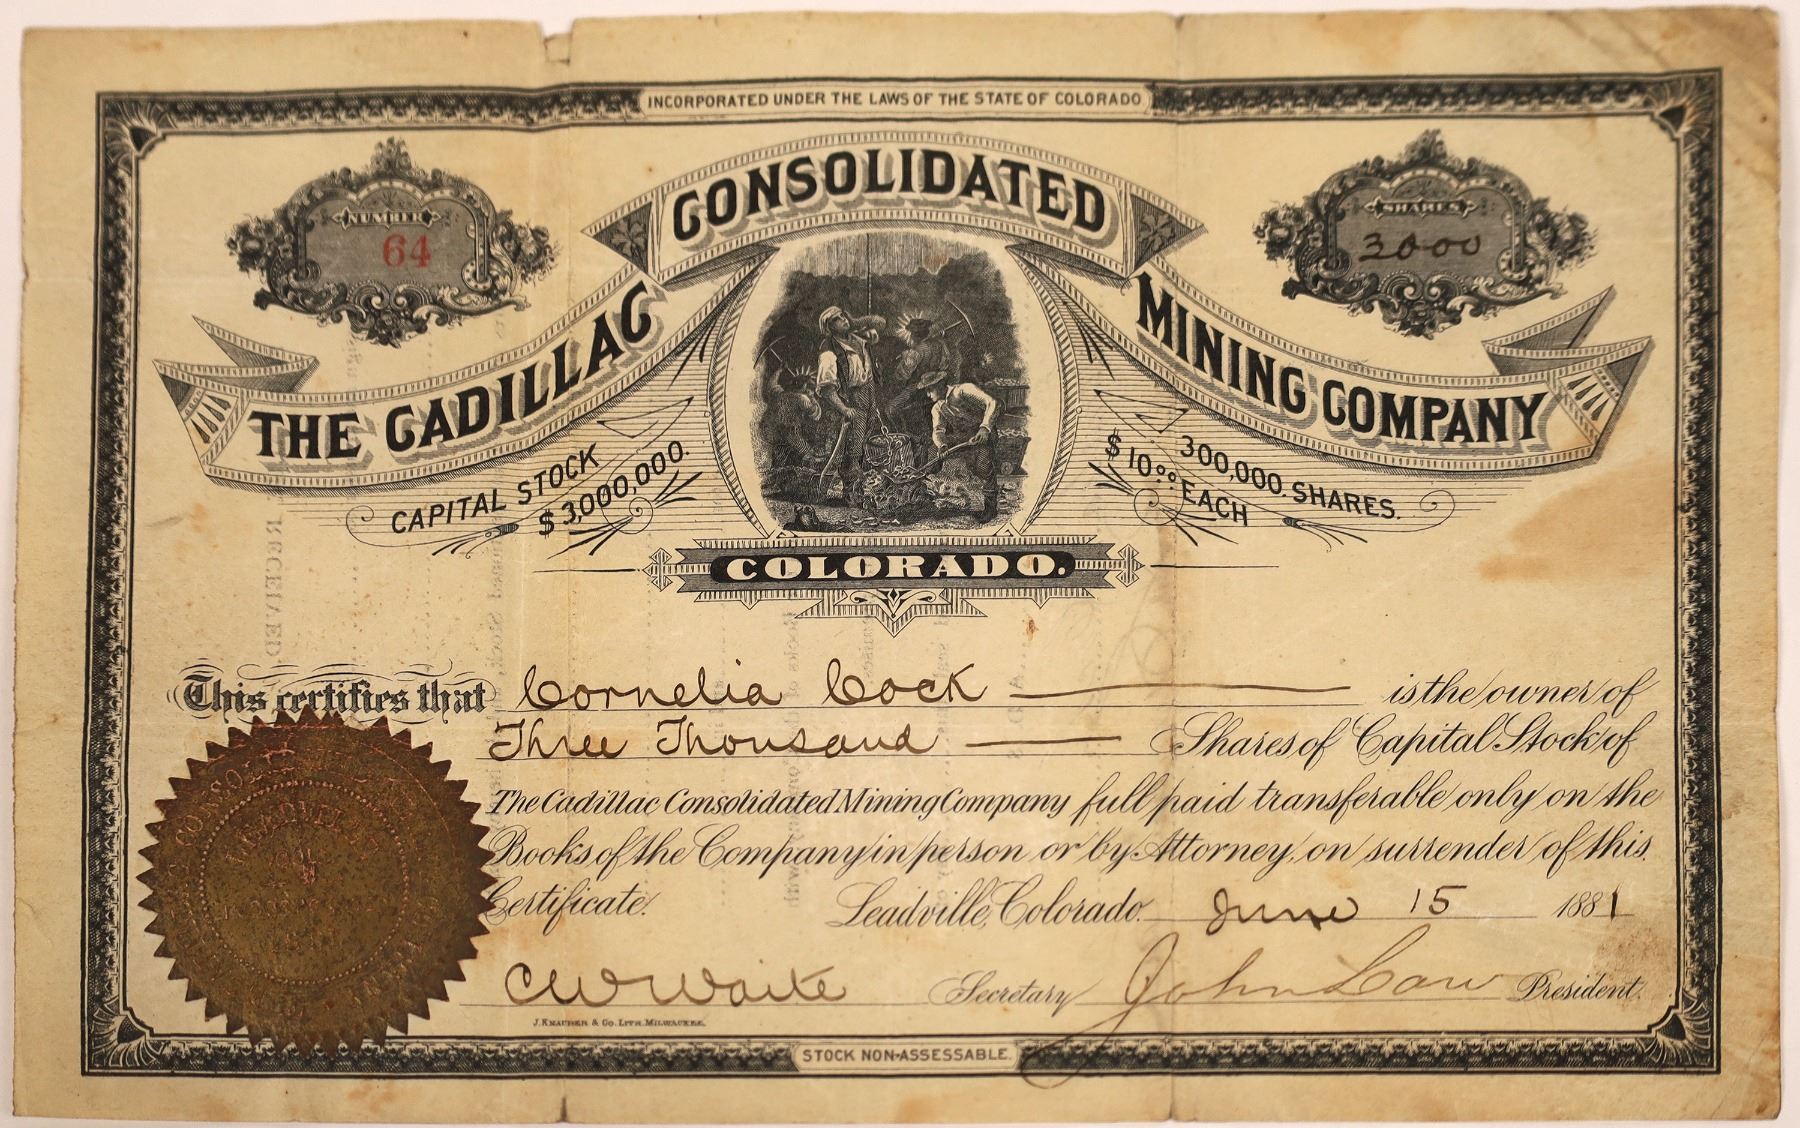 INCORPORATED UNDER THE LAWS OF THE STATE OF COLORADO
NUMBER
64
SHARES
3000
THE CADILLAC CONSOLIDATED MINING COMPANY
CAPITAL STOCK
$3,000,000.
300,000. SHARES.
$10.00 EACH
COLORADO.
This certifies that Cornelia Cock is the owner of
Three Thousand Shares of Capital Stock of
The Cadillac Consolidated Mining Company full paid transferable only on the
Books of the Company in person or by Attorney, on surrender of this
Certificate. Leadville, Colorado. June 15 1881
C W Waite Secretary John Law President.
J. Knauber & Co. Lith. Milwaukee.
STOCK NON-ASSESSABLE.
RECEIVED